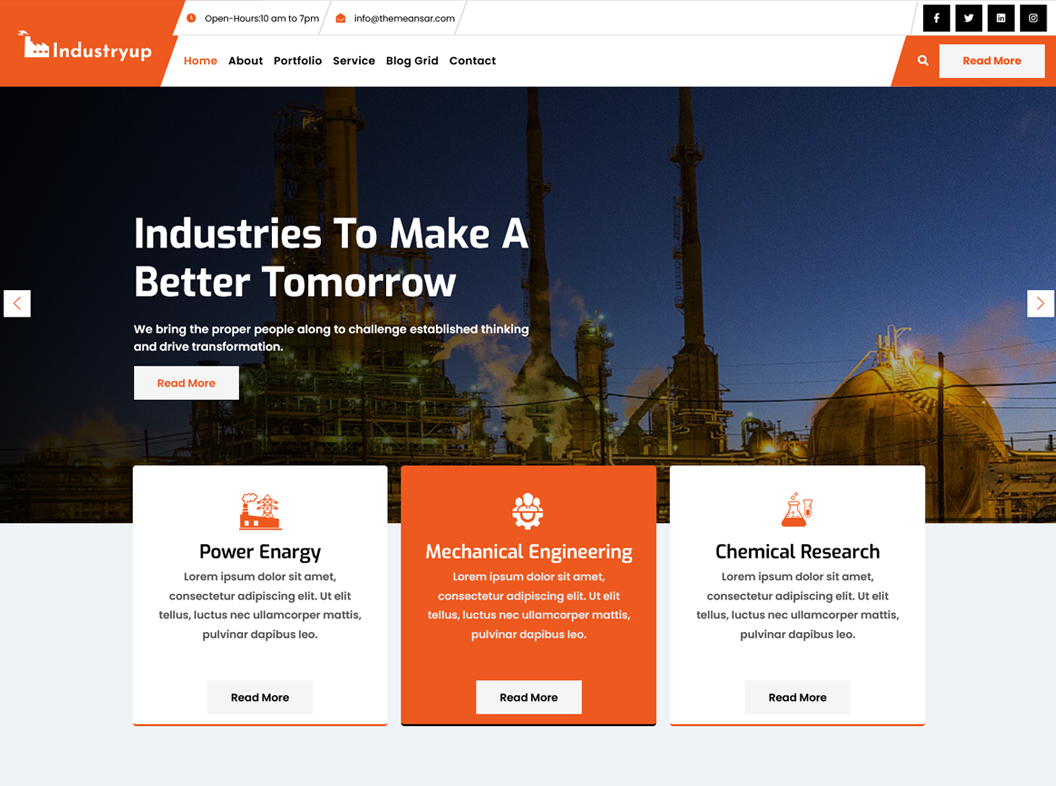 Open-Hours:10 am to 7pm
info@themeansar.com
Industryup
Home About Portfolio Service Blog Grid Contact
Read More
Industries To Make A
Better Tomorrow
We bring the proper people along to challenge established thinking
and drive transformation.
Read More
Power Enargy
Lorem ipsum dolor sit amet,
consectetur adipiscing elit. Ut elit
tellus, luctus nec ullamcorper mattis,
pulvinar dapibus leo.
Read More
Mechanical Engineering
Lorem ipsum dolor sit amet,
consectetur adipiscing elit. Ut elit
tellus, luctus nec ullamcorper mattis,
pulvinar dapibus leo.
Read More
Chemical Research
Lorem ipsum dolor sit amet,
consectetur adipiscing elit. Ut elit
tellus, luctus nec ullamcorper mattis,
pulvinar dapibus leo.
Read More